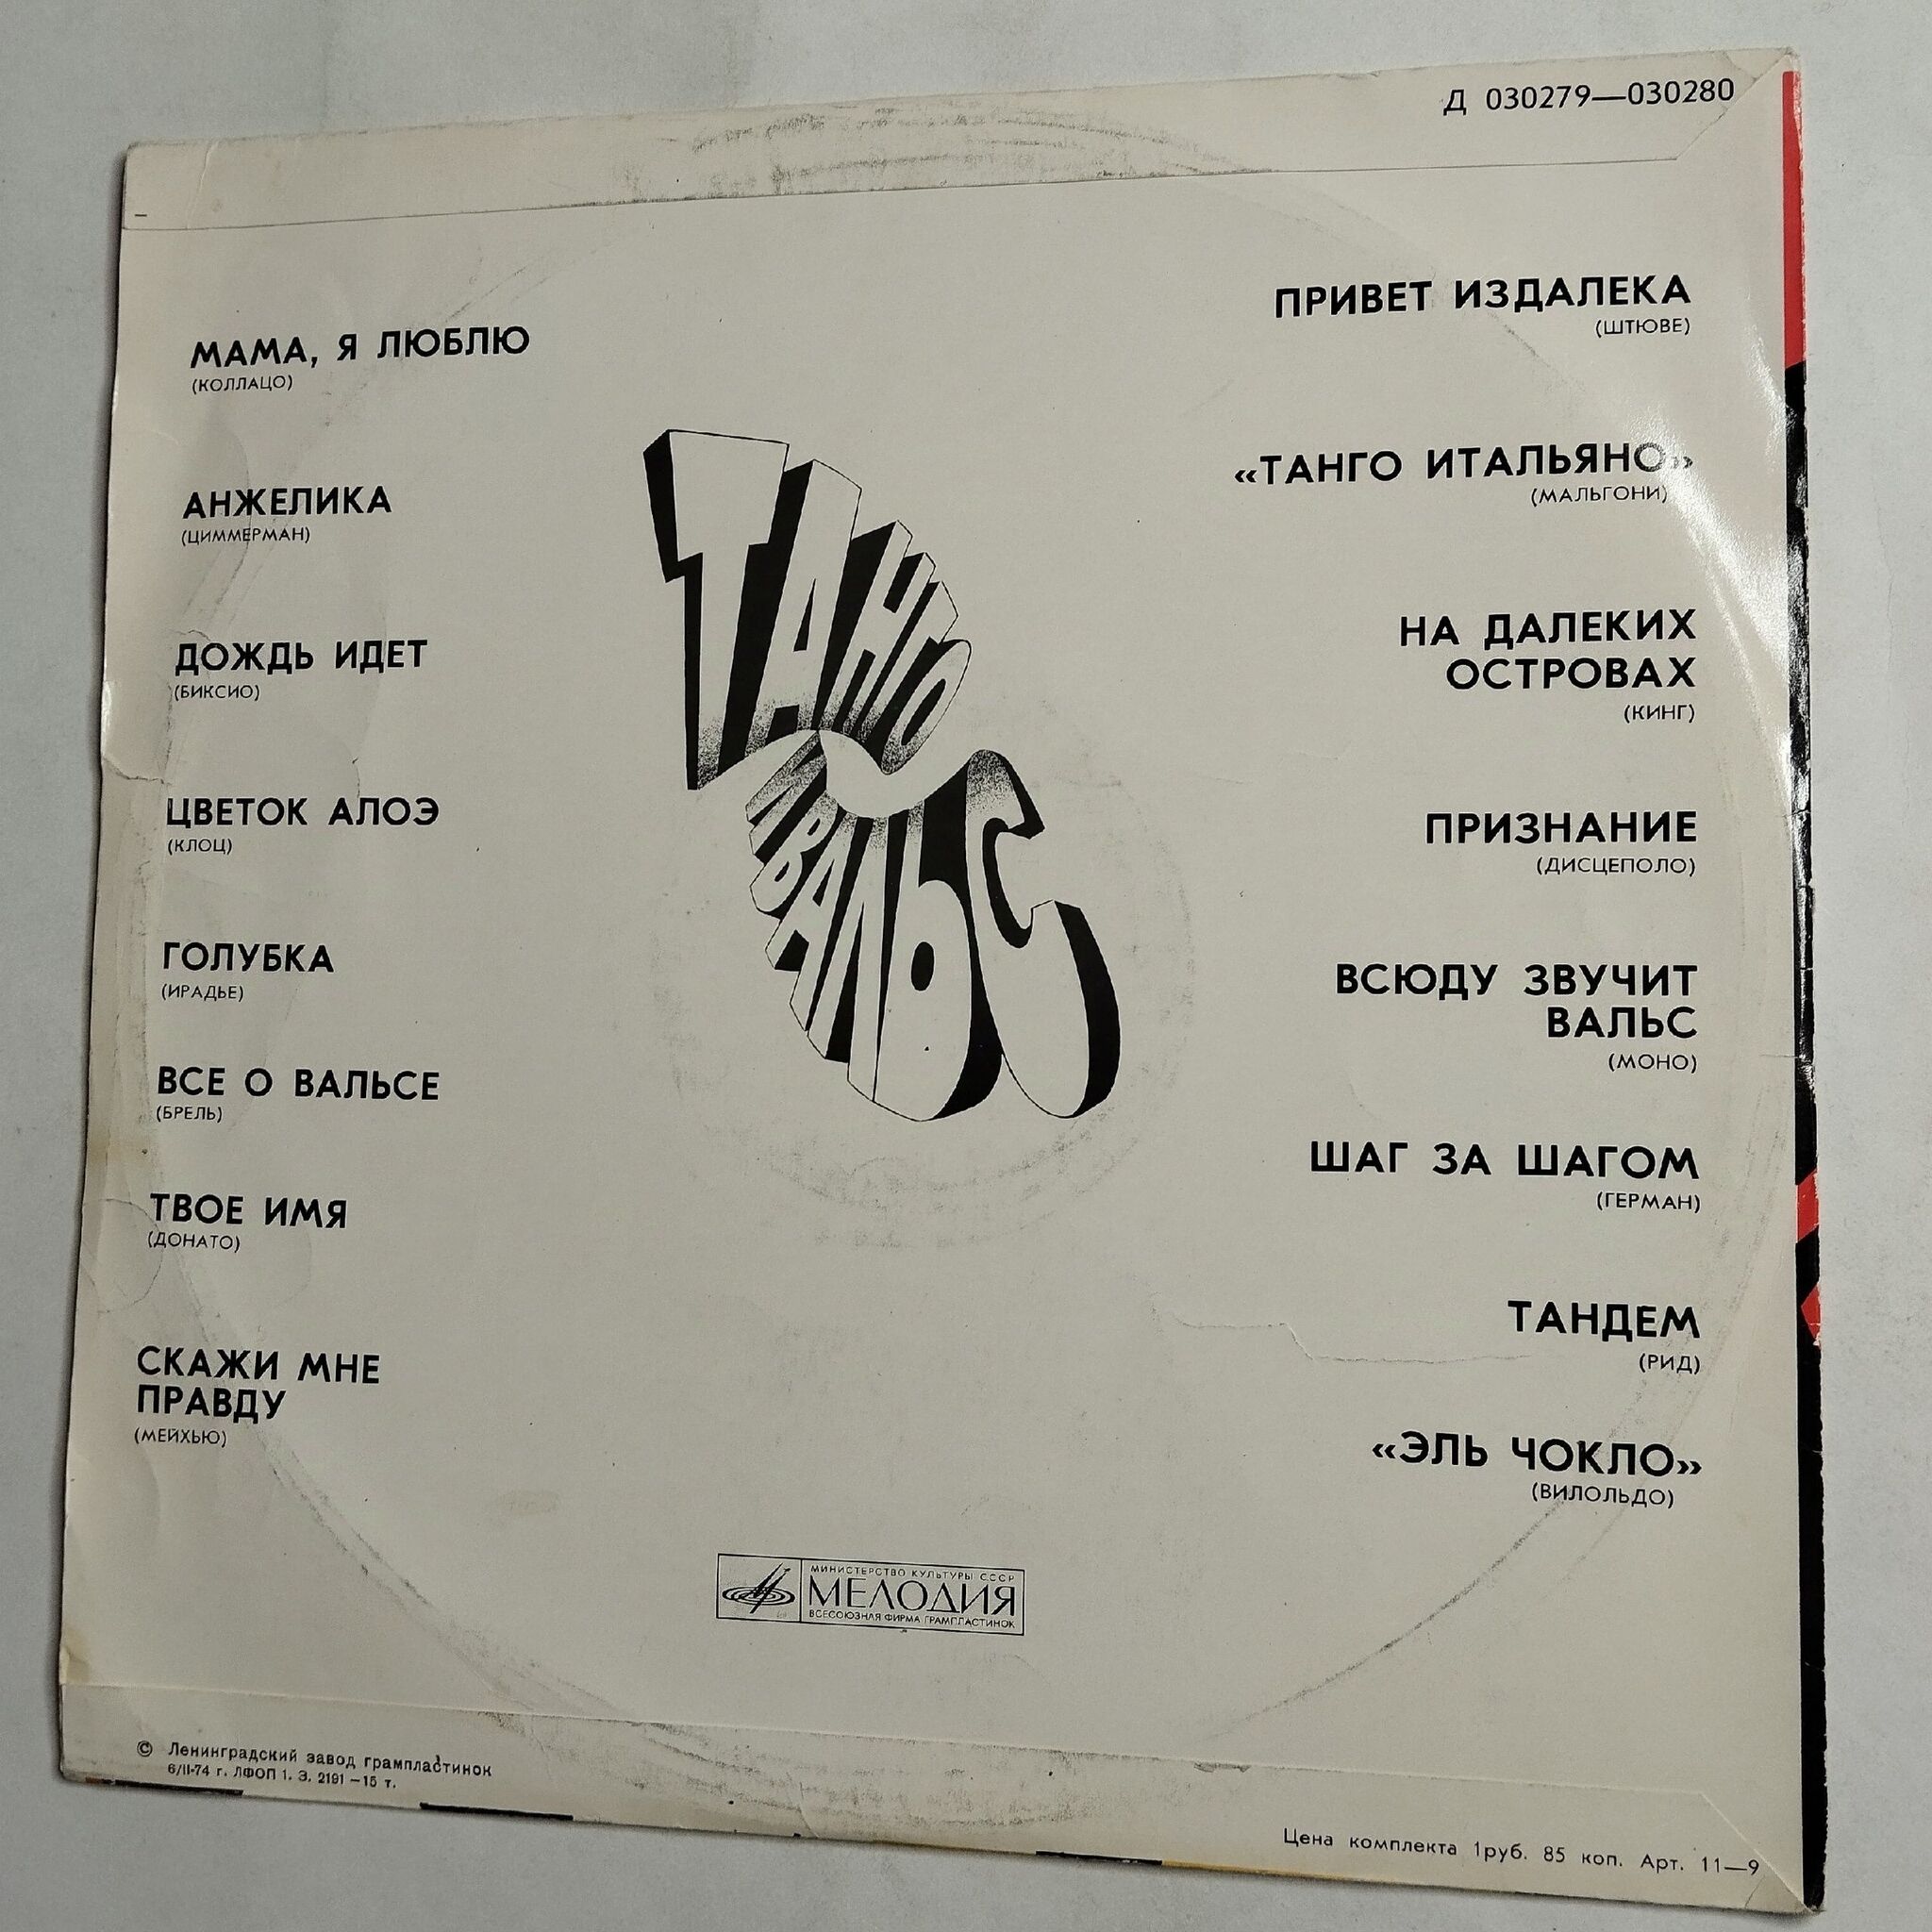 Д 030279—030280
МАМА, Я ЛЮБЛЮ
(КОЛЛАЦО)
АНЖЕЛИКА
(ЦИММЕРМАН)
ДОЖДЬ ИДЕТ
(БИКСИО)
ЦВЕТОК АЛОЭ
(КЛОЦ)
ГОЛУБКА
(ИРАДЬЕ)
ВСЕ О ВАЛЬСЕ
(БРЕЛЬ)
ТВОЕ ИМЯ
(ДОНАТО)
СКАЖИ МНЕ
ПРАВДУ
(МЕЙХЬЮ)
ТАНГО
И ВАЛЬС
ПРИВЕТ ИЗДАЛЕКА
(ШТЮВЕ)
«ТАНГО ИТАЛЬЯНО»
(МАЛЬГОНИ)
НА ДАЛЕКИХ
ОСТРОВАХ
(КИНГ)
ПРИЗНАНИЕ
(ДИСЦЕПОЛО)
ВСЮДУ ЗВУЧИТ
ВАЛЬС
(МОНО)
ШАГ ЗА ШАГОМ
(ГЕРМАН)
ТАНДЕМ
(РИД)
«ЭЛЬ ЧОКЛО»
(ВИЛОЛЬДО)
МИНИСТЕРСТВО КУЛЬТУРЫ СССР
МЕЛОДИЯ
ВСЕСОЮЗНАЯ ФИРМА ГРАМПЛАСТИНОК
© Ленинградский завод грампластинок
6/II-74 г. ЛФОП 1. З. 2191 —15 т.
Цена комплекта 1руб. 85 коп. Арт. 11—9